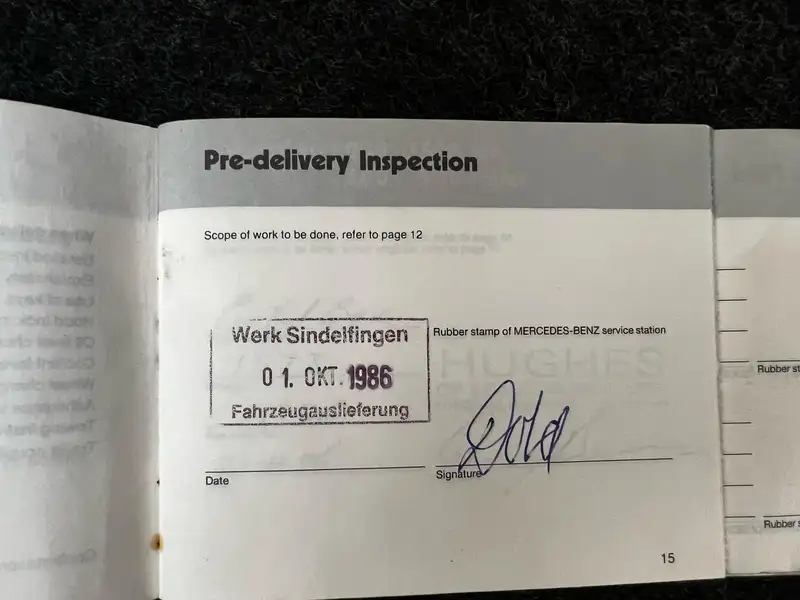 Pre-delivery Inspection
Scope of work to be done, refer to page 12
Werk Sindelfingen
01. OKT. 1986
Fahrzeugauslieferung
Rubber stamp of MERCEDES-BENZ service station
HUGHES
Date
Signature
15
Rubber
Rubber